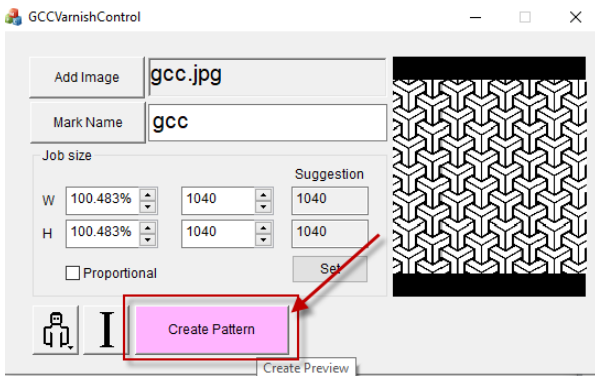 GCCVarnishControl
Add Image gcc.jpg
Mark Name gcc
Job size
Suggestion
W 100.483% 1040 1040
H 100.483% 1040 1040
Proportional Set
I Create Pattern
Create Preview